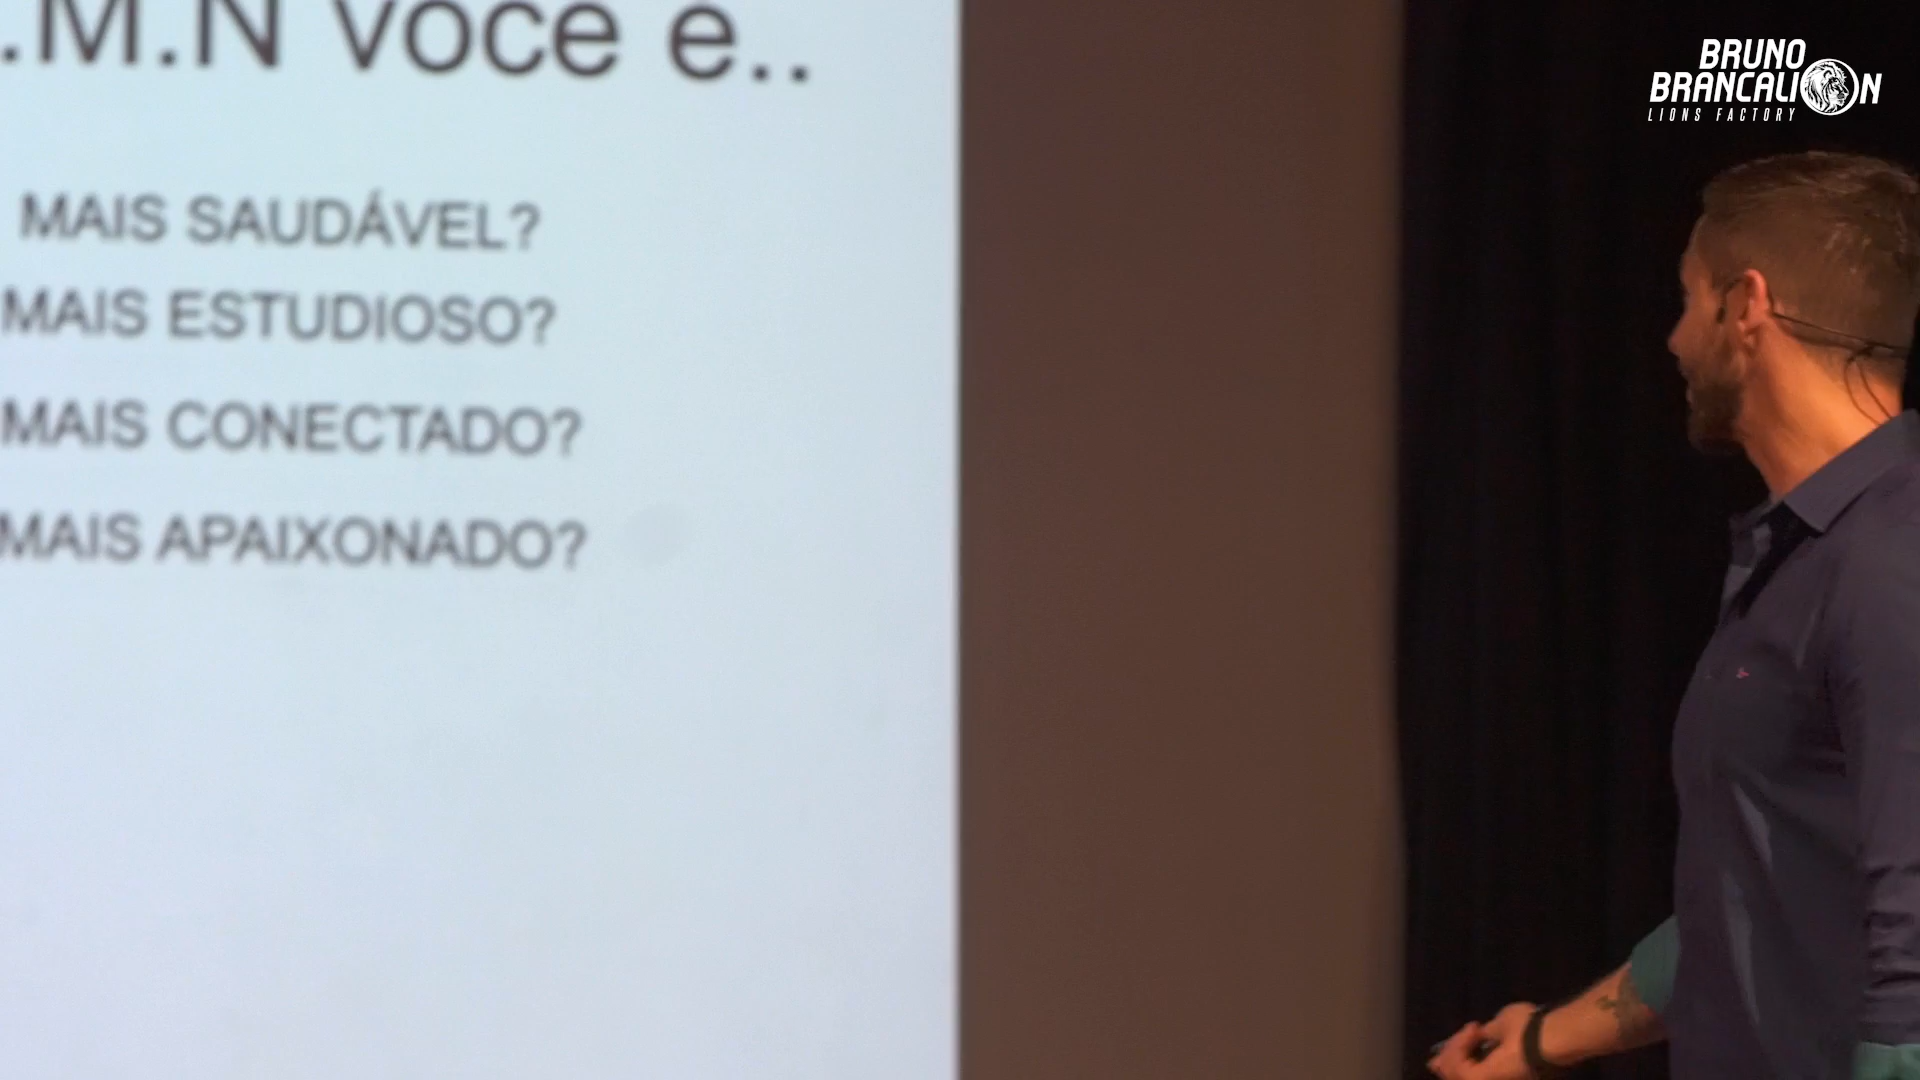 .M.N você é..
MAIS SAUDÁVEL?
MAIS ESTUDIOSO?
MAIS CONECTADO?
MAIS APAIXONADO?
BRUNO
BRANCALION
LIONS FACTORY